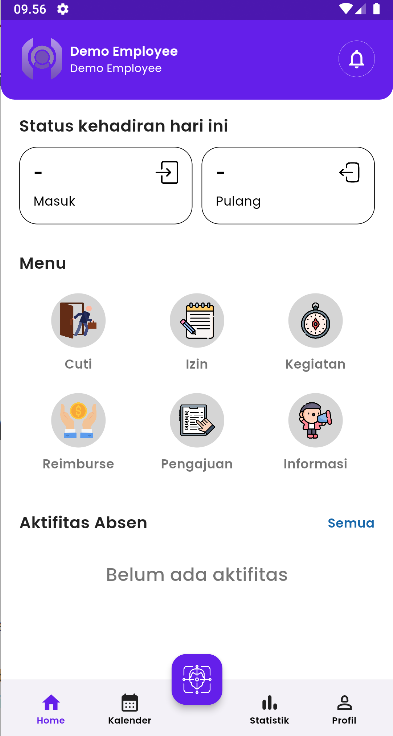 09.56
Demo Employee
Demo Employee
Status kehadiran hari ini
- -
Masuk Pulang
Menu
Cuti Izin Kegiatan
Reimburse Pengajuan Informasi
Aktifitas Absen Semua
Belum ada aktifitas
Home Kalender Statistik Profil